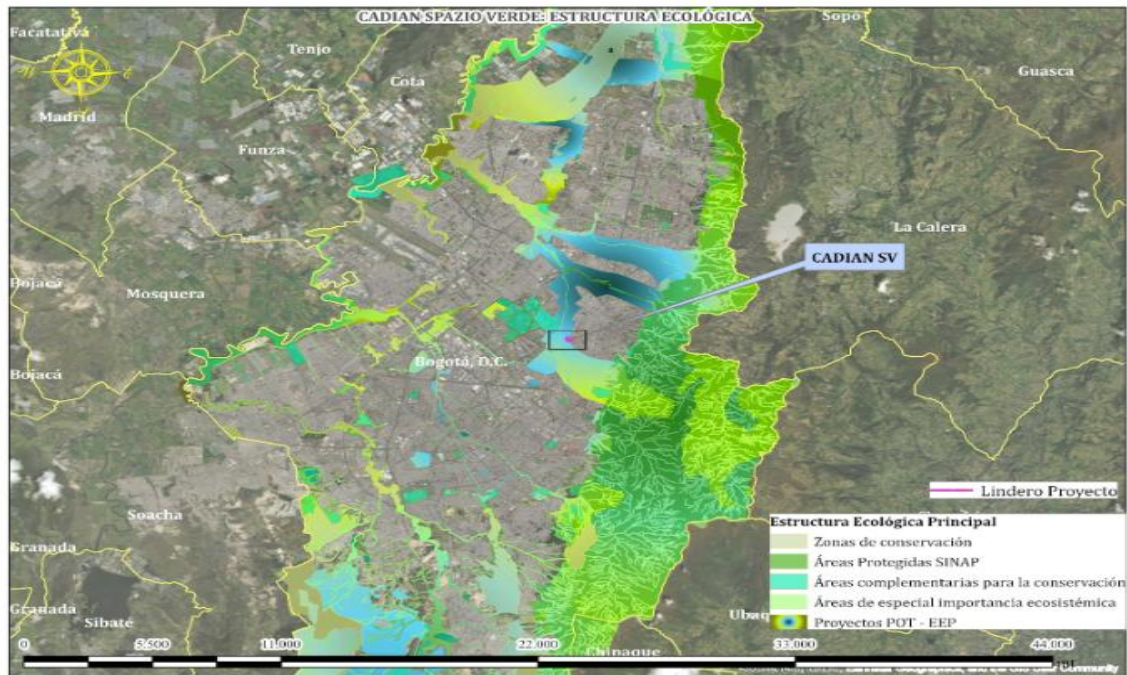 CADIAN SPAZIO VERDE: ESTRUCTURA ECOLÓGICA
Facatativá
Tenjo
Sopó
Cota
Guasca
Madrid
Funza
La Calera
CADIAN SV
Bojacá
Mosquera
Bogotá, D.C.
Bojacá
Lindero Proyecto
Soacha
Estructura Ecológica Principal
Zonas de conservación
Granada
Áreas Protegidas SINAP
Áreas complementarias para la conservación
Granada
Áreas de especial importancia ecosistémica
Sibaté
Proyectos POT - EEP
0 5.500 11.000 22.000 33.000 44.000
Community